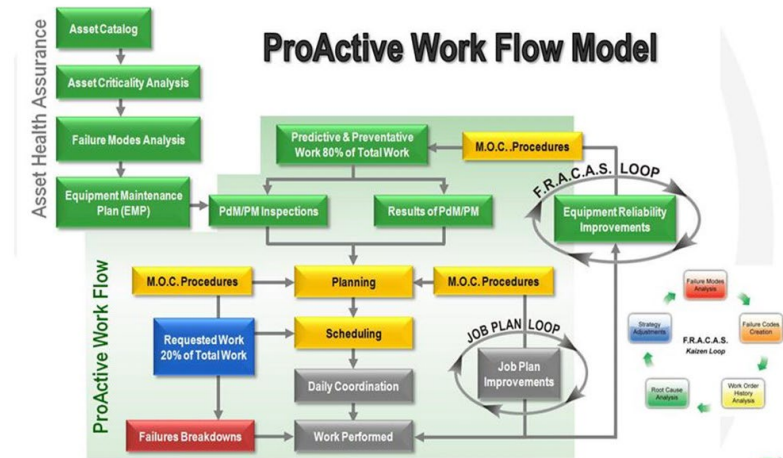 ProActive Work Flow Model
Asset Health Assurance
Asset Catalog
Asset Criticality Analysis
Failure Modes Analysis
Equipment Maintenance
Plan (EMP)
Predictive & Preventative
Work 80% of Total Work
M.O.C.. Procedures
F.R.A.C.A.S. LOOP
PdM/PM Inspections
Results of PdM/PM
Equipment Reliability
Improvements
ProActive Work Flow
M.O.C. Procedures
Planning
M.O.C. Procedures
Requested Work
20% of Total Work
Scheduling
JOB PLAN LOOP
Daily Coordination
Job Plan
Improvements
Failures Breakdowns
Work Performed
Failure Modes
Analysis
Strategy
Adjustments
Failure Codes
Creation
F.R.A.C.A.S.
Kaizen Loop
Root Cause
Analysis
Work Order
History
Analysis